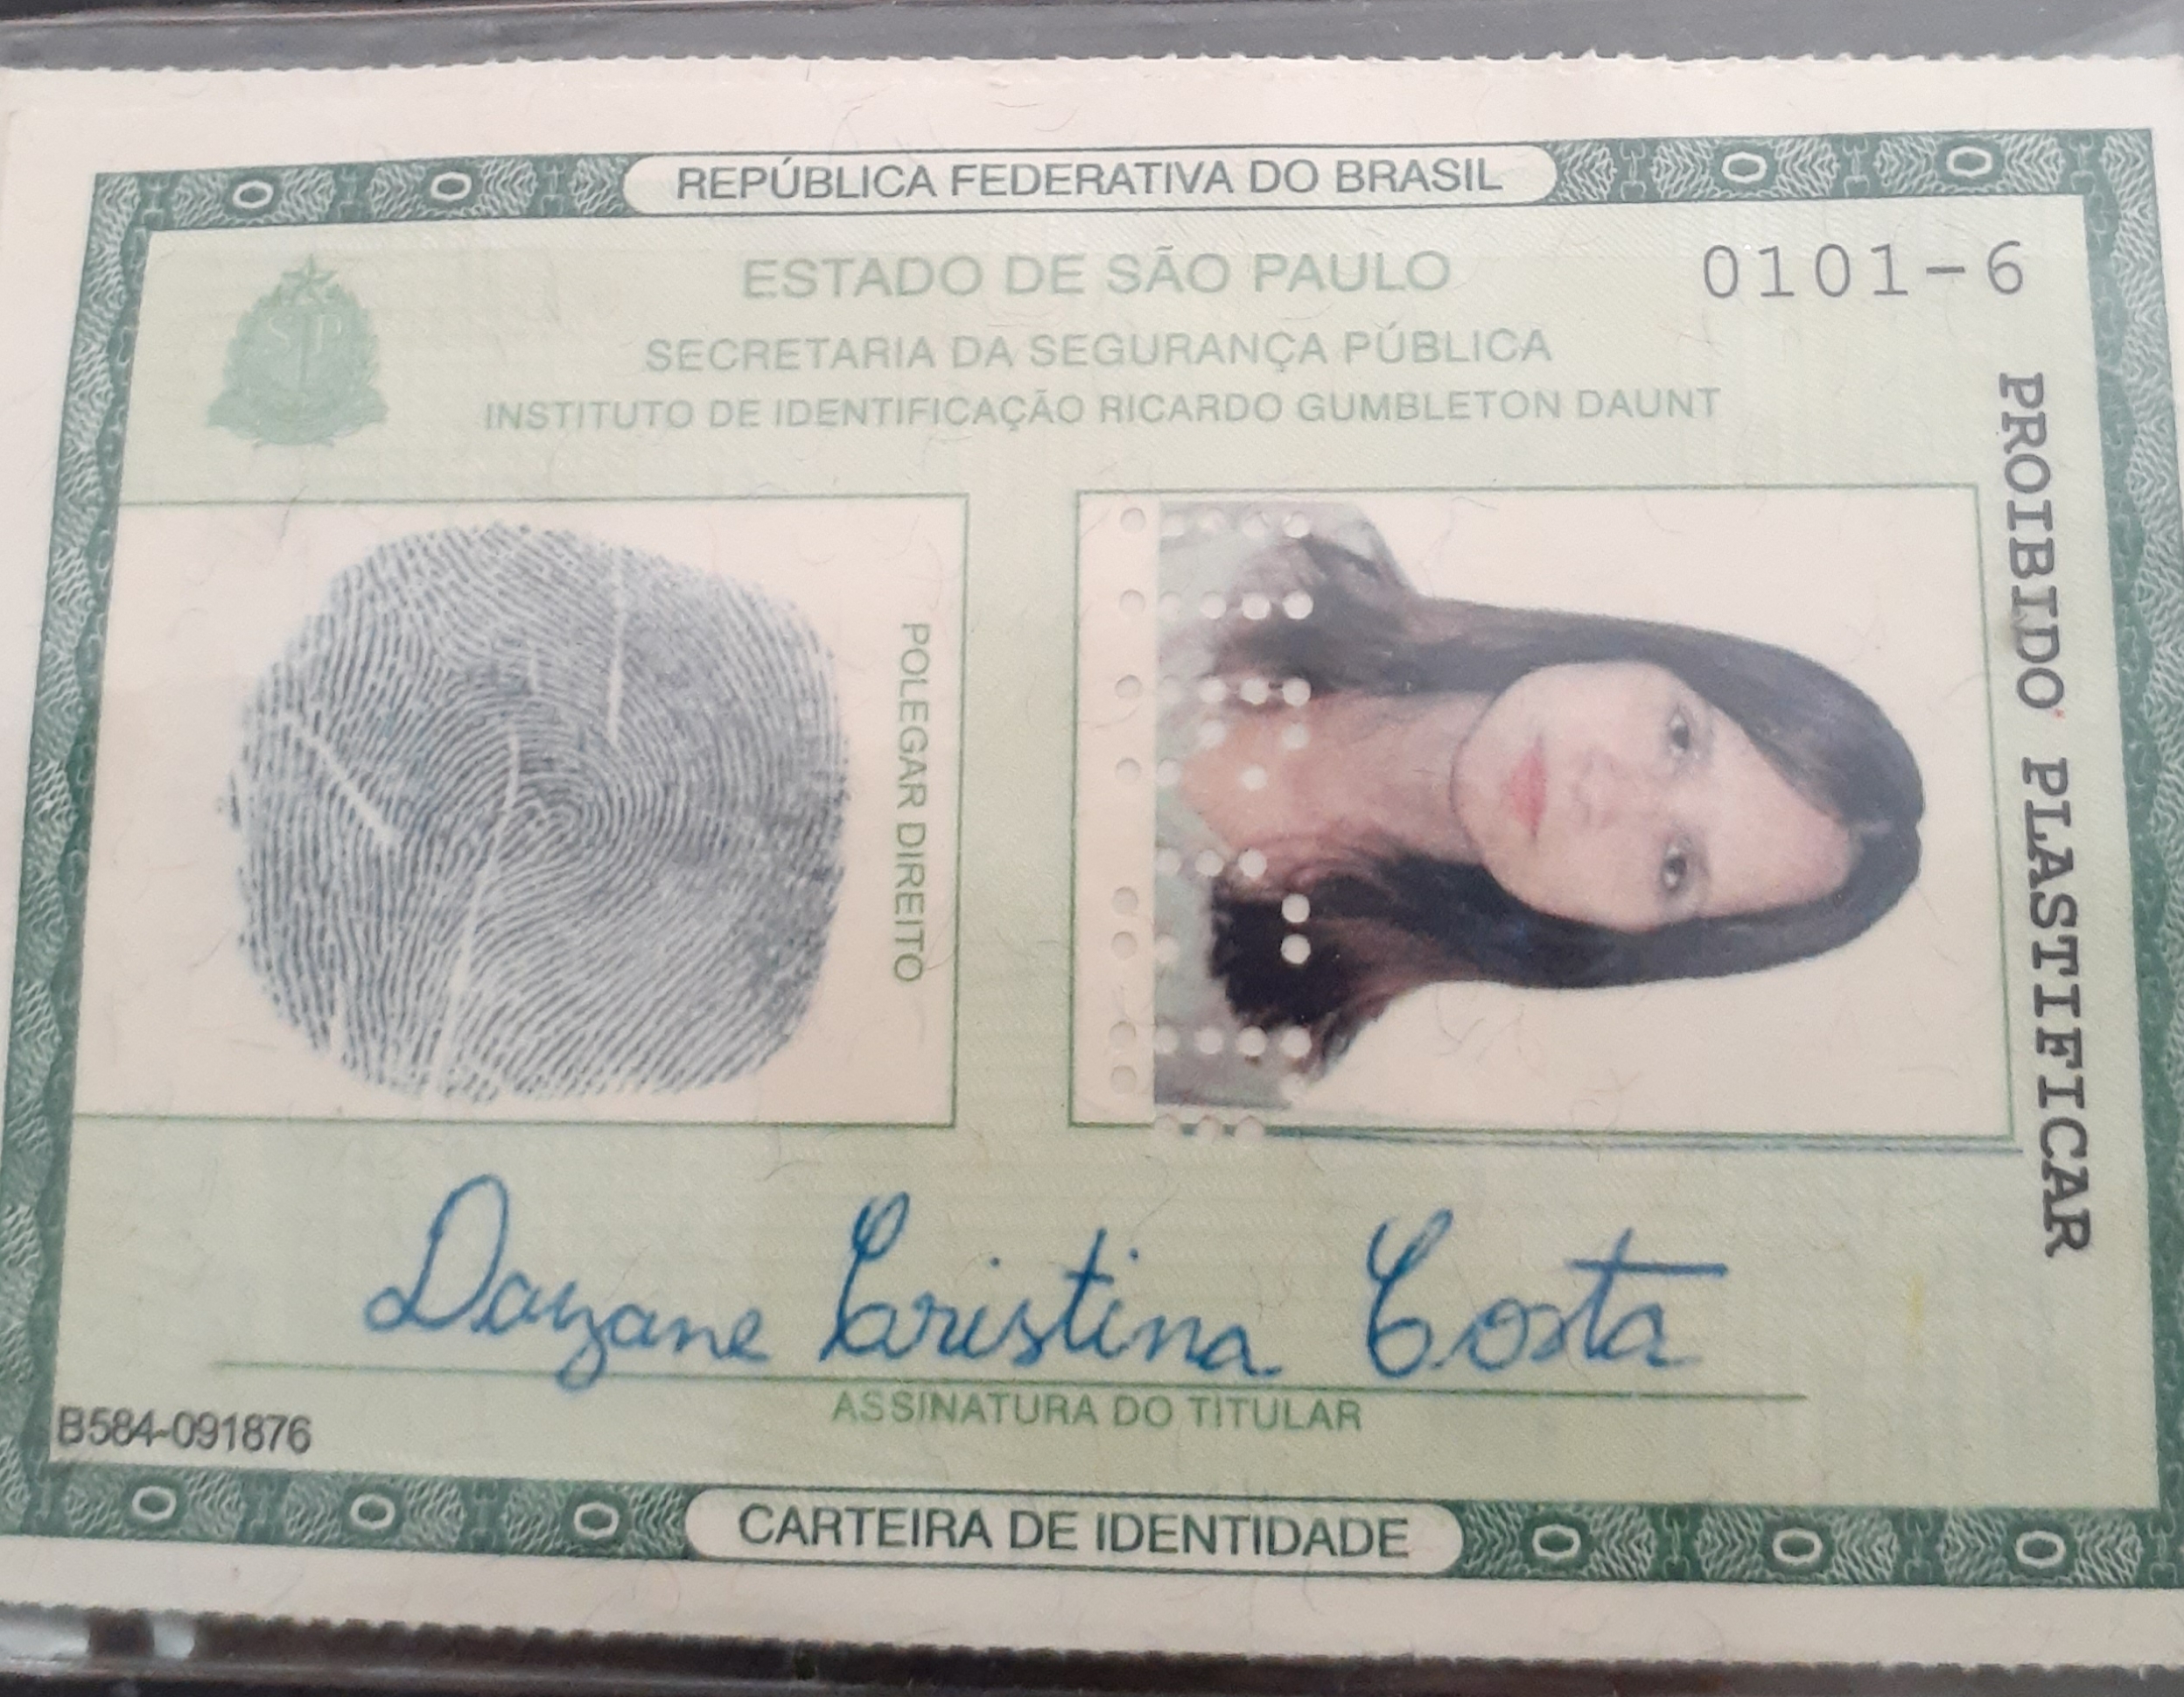 REPÚBLICA FEDERATIVA DO BRASIL
SP
ESTADO DE SÃO PAULO
0101-6
SECRETARIA DA SEGURANÇA PÚBLICA
INSTITUTO DE IDENTIFICAÇÃO RICARDO GUMBLETON DAUNT
POLEGAR DIREITO
PROIBIDO PLASTIFICAR
Dayane Cristina Costa
ASSINATURA DO TITULAR
B584-091876
CARTEIRA DE IDENTIDADE